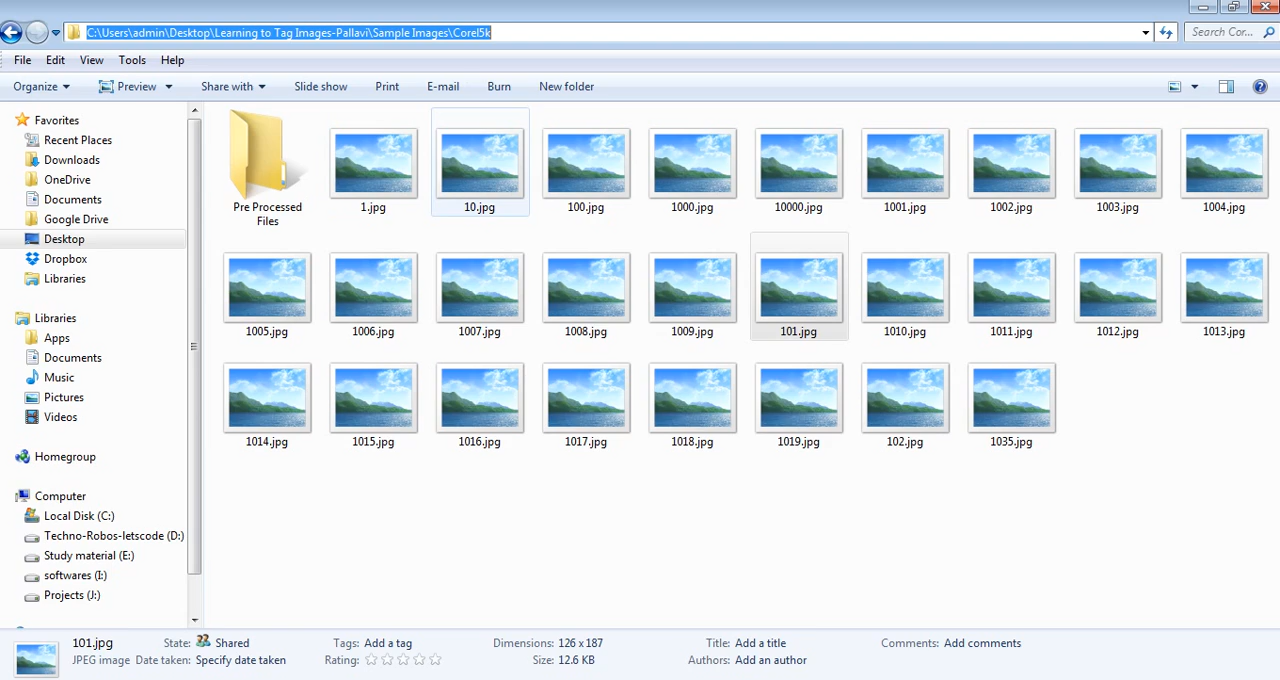 C:\Users\admin\Desktop\Learning to Tag Images-Pallavi\Sample Images\Corel5k
Search Cor...
File Edit View Tools Help
Organize Preview Share with Slide show Print E-mail Burn New folder
Favorites
Recent Places
Downloads
OneDrive
Documents
Google Drive
Desktop
Dropbox
Libraries
Libraries
Apps
Documents
Music
Pictures
Videos
Homegroup
Computer
Local Disk (C:)
Techno-Robos-letscode (D:)
Study material (E:)
softwares (I:)
Projects (J:)
Pre Processed
Files
1.jpg 10.jpg 100.jpg 1000.jpg 10000.jpg 1001.jpg 1002.jpg 1003.jpg 1004.jpg
1005.jpg 1006.jpg 1007.jpg 1008.jpg 1009.jpg 101.jpg 1010.jpg 1011.jpg 1012.jpg 1013.jpg
1014.jpg 1015.jpg 1016.jpg 1017.jpg 1018.jpg 1019.jpg 102.jpg 1035.jpg
101.jpg State: Shared Tags: Add a tag Dimensions: 126 x 187 Title: Add a title Comments: Add comments
JPEG image Date taken: Specify date taken Rating: Size: 12.6 KB Authors: Add an author